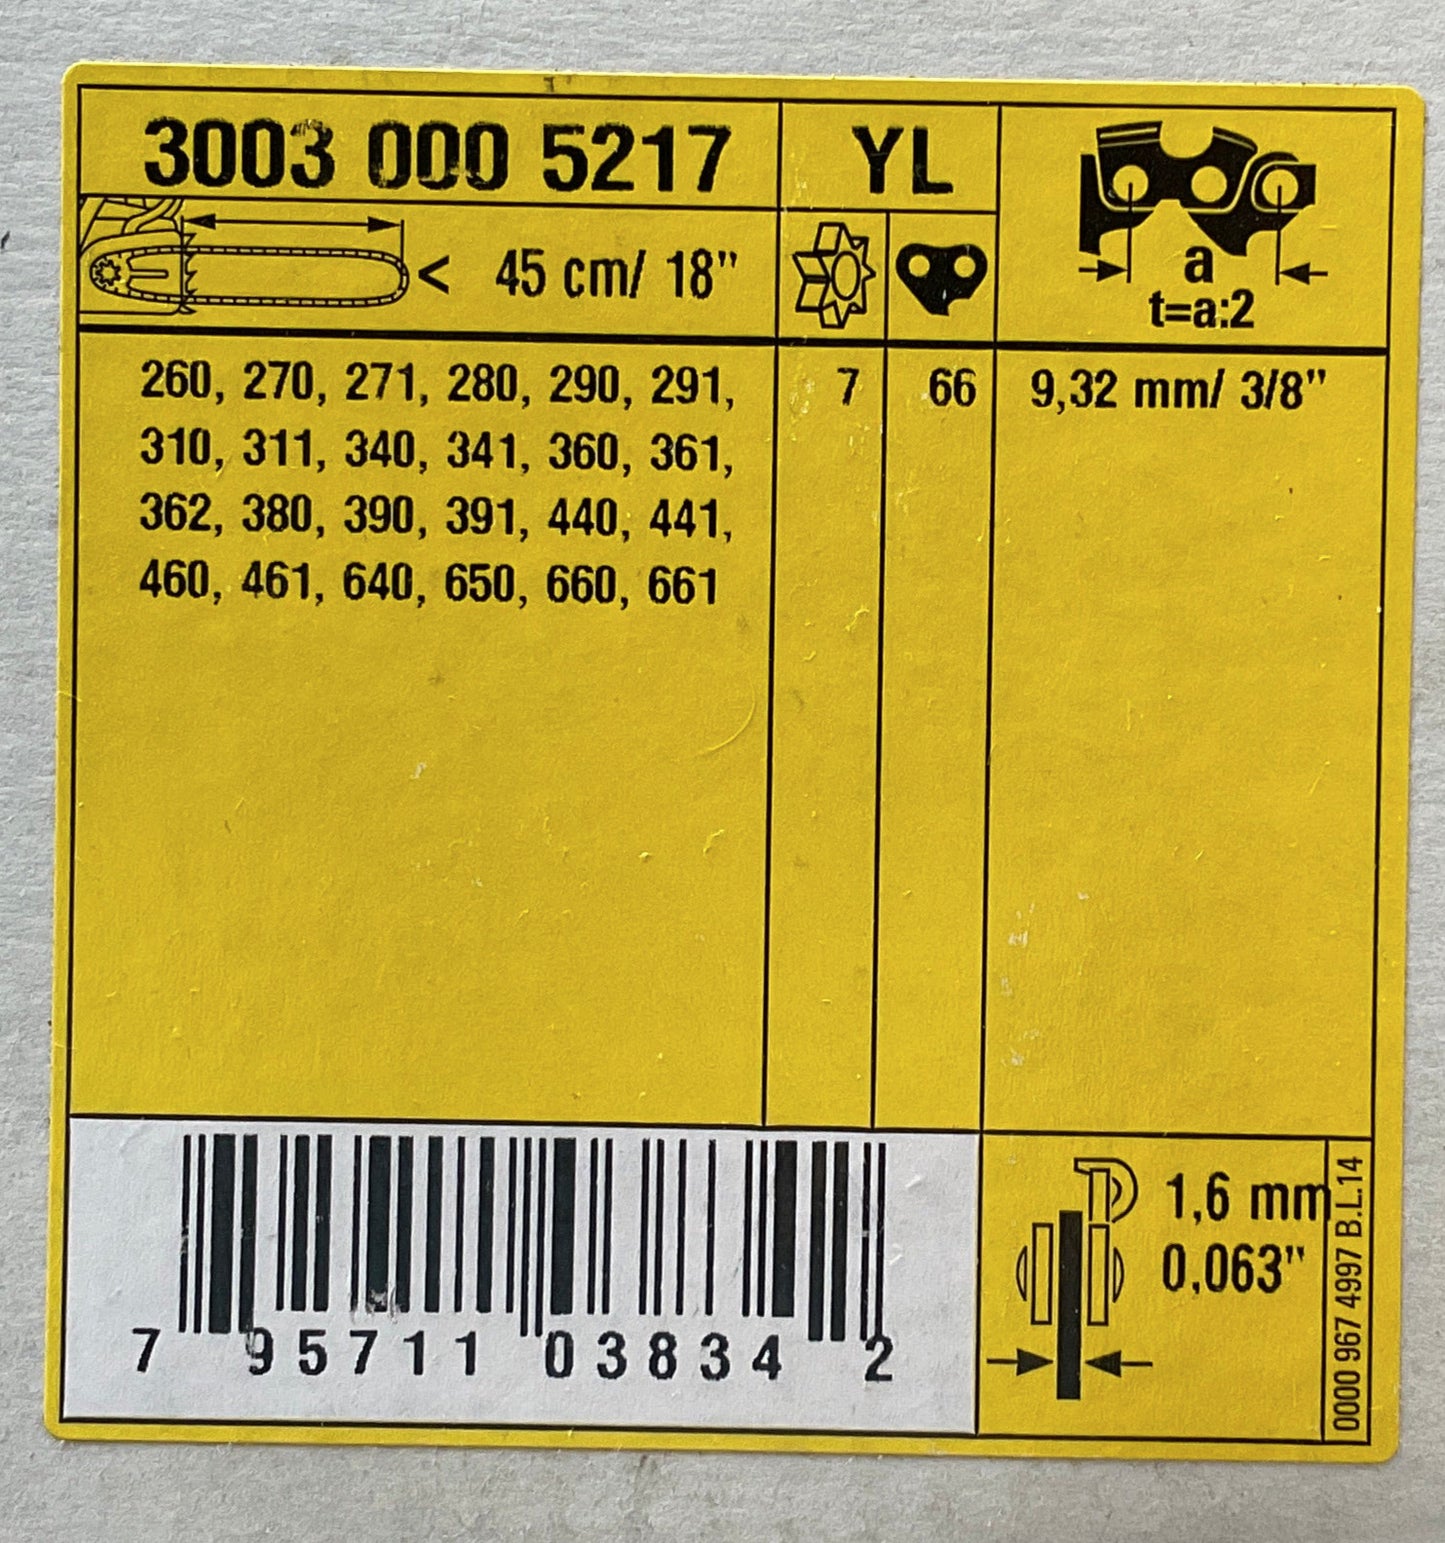 3003 000 5217
YL
a
t=a:2
< 45 cm/ 18"
260, 270, 271, 280, 290, 291,
310, 311, 340, 341, 360, 361,
362, 380, 390, 391, 440, 441,
460, 461, 640, 650, 660, 661
7
66
9,32 mm/ 3/8"
7 95711 03834 2
1,6 mm
0,063"
0000 967 4997 B.L.14